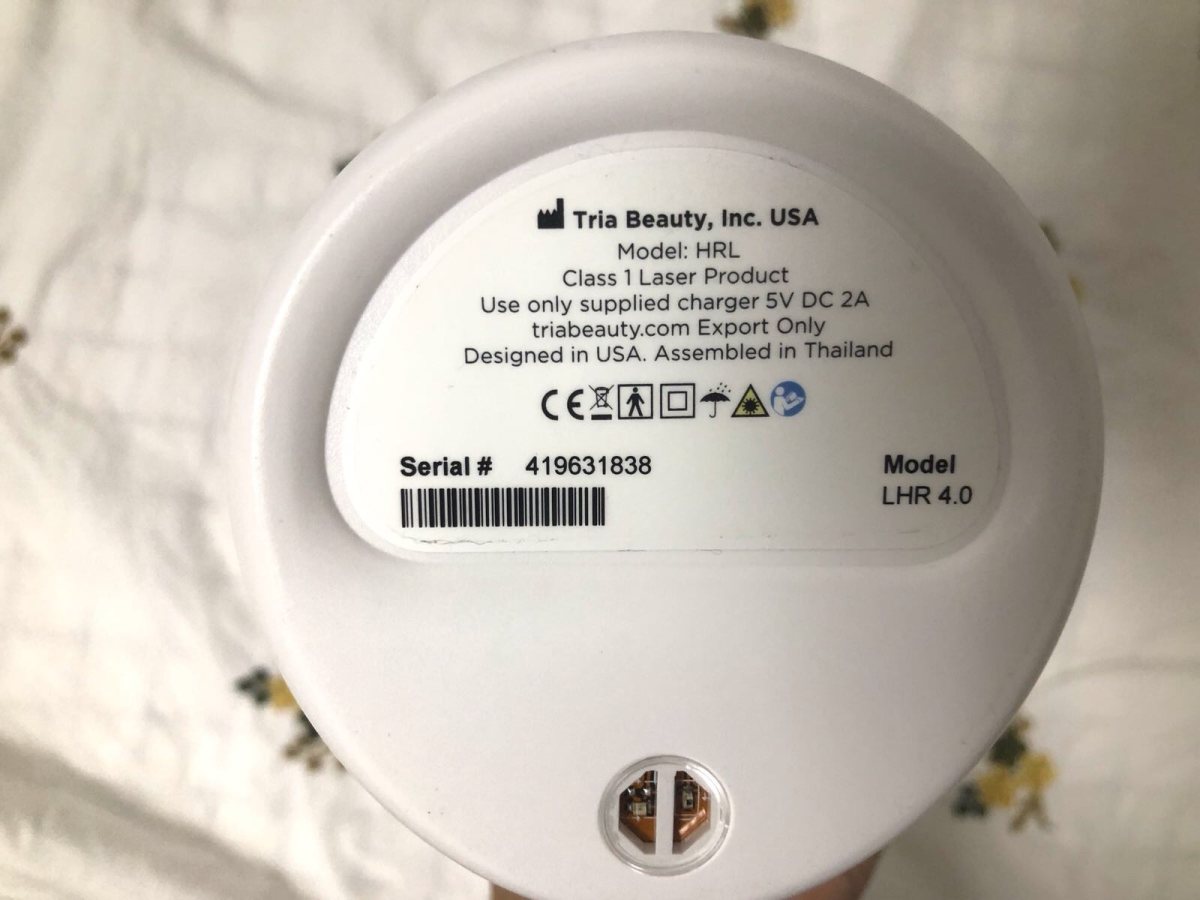 Tria Beauty, Inc. USA
Model: HRL
Class 1 Laser Product
Use only supplied charger 5V DC 2A
triabeauty.com Export Only
Designed in USA. Assembled in Thailand
CE
Serial # 419631838
Model
LHR 4.0